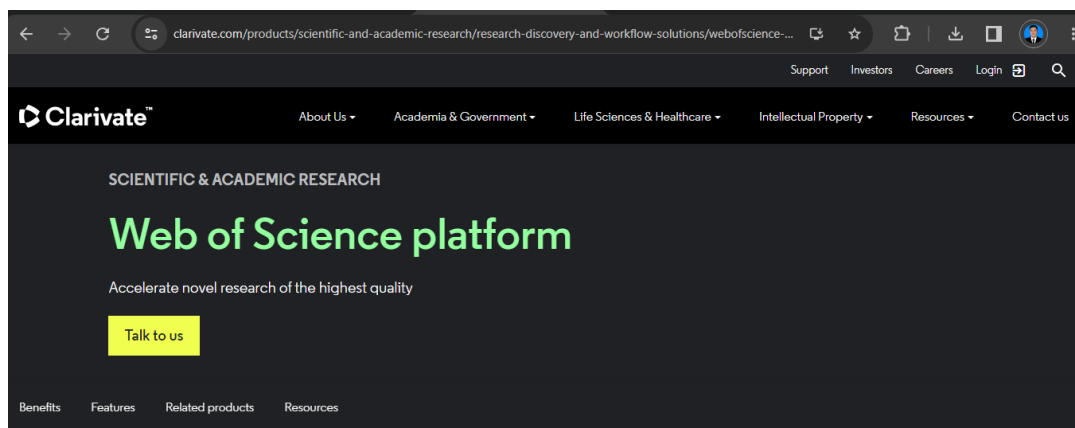 clarivate.com/products/scientific-and-academic-research/research-discovery-and-workflow-solutions/webofscience-...
Support Investors Careers Login
Clarivate™ About Us Academia & Government Life Sciences & Healthcare Intellectual Property Resources Contact us
SCIENTIFIC & ACADEMIC RESEARCH
Web of Science platform
Accelerate novel research of the highest quality
Talk to us
Benefits Features Related products Resources